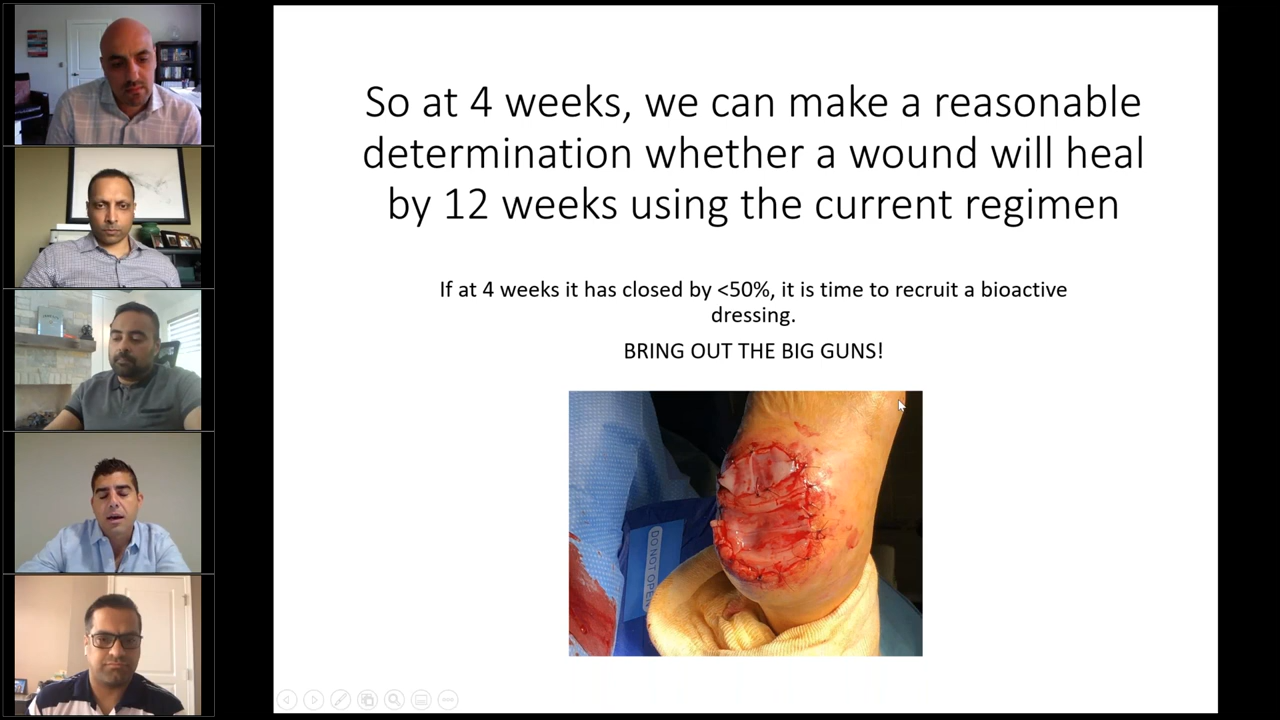 So at 4 weeks, we can make a reasonable
determination whether a wound will heal
by 12 weeks using the current regimen
If at 4 weeks it has closed by <50%, it is time to recruit a bioactive
dressing.
BRING OUT THE BIG GUNS!
DO NOT OPEN